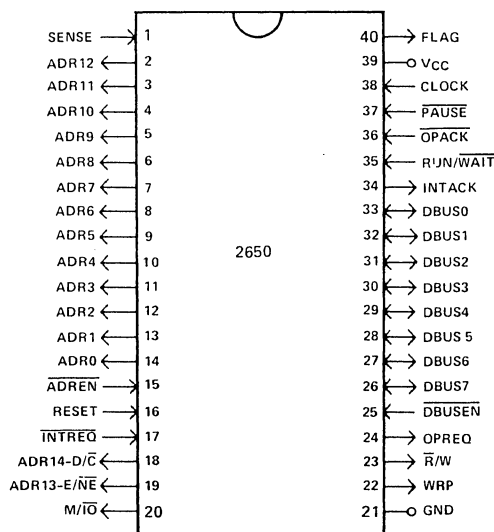 SENSE 1 40 FLAG
ADR12 2 39 VCC
ADR11 3 38 CLOCK
ADR10 4 37 PAUSE
ADR9 5 36 OPACK
ADR8 6 35 RUN/WAIT
ADR7 7 34 INTACK
ADR6 8 33 DBUS0
ADR5 9 32 DBUS1
2650
ADR4 10 31 DBUS2
ADR3 11 30 DBUS3
ADR2 12 29 DBUS4
ADR1 13 28 DBUS 5
ADR0 14 27 DBUS6
ADREN 15 26 DBUS7
RESET 16 25 DBUSEN
INTREQ 17 24 OPREQ
ADR14-D/C 18 23 R/W
ADR13-E/NE 19 22 WRP
M/IO 20 21 GND